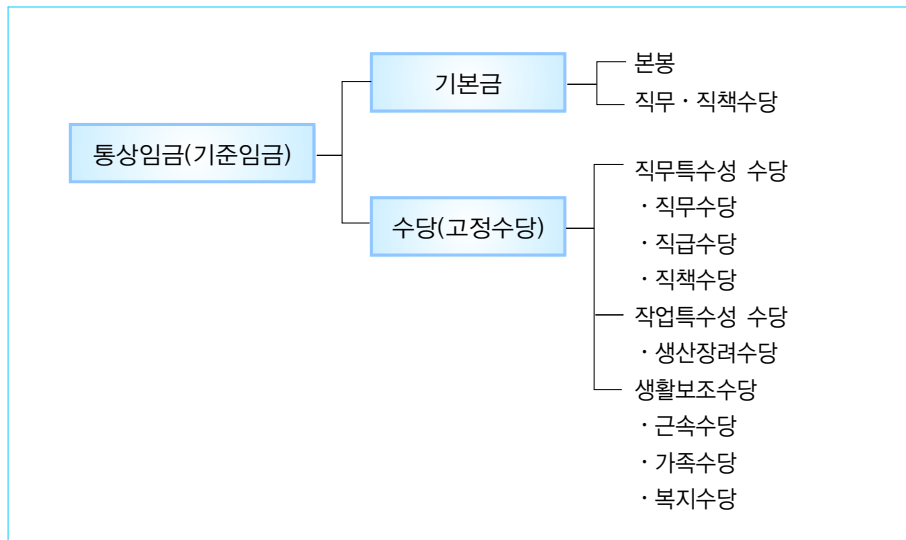 통상임금(기준임금)
기본금
본봉
직무 · 직책수당
수당(고정수당)
직무특수성 수당
· 직무수당
· 직급수당
· 직책수당
작업특수성 수당
· 생산장려수당
생활보조수당
· 근속수당
· 가족수당
· 복지수당